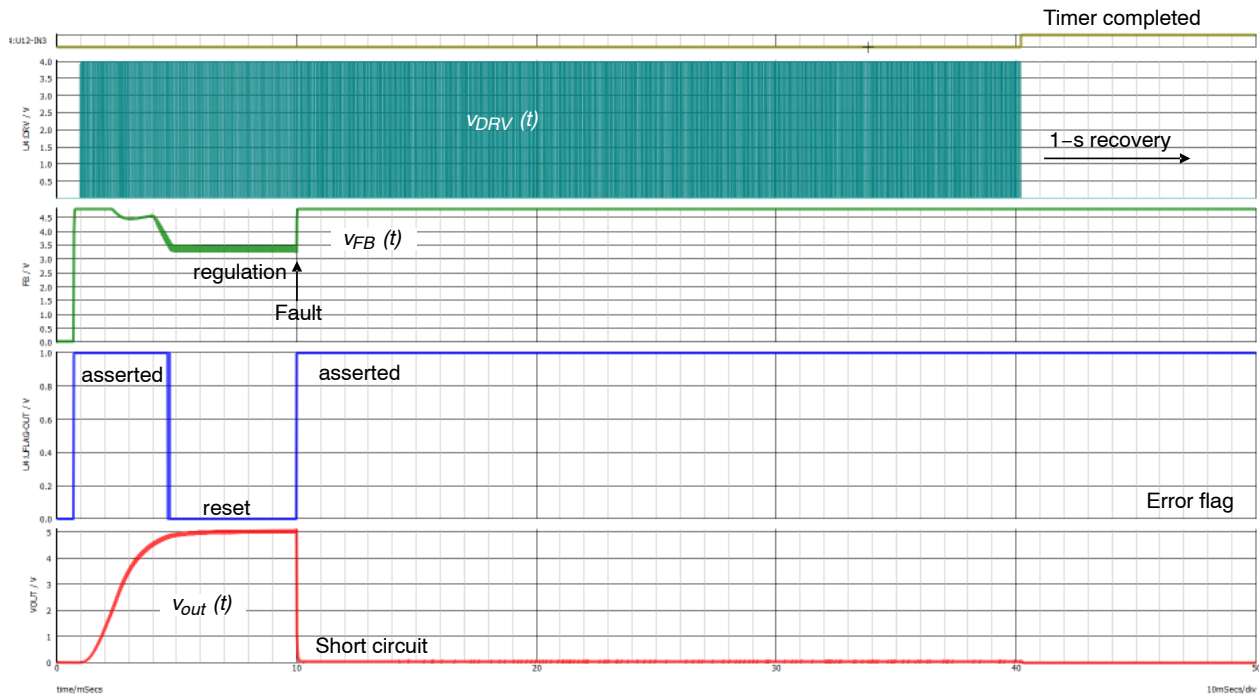 Timer completed
4:U12-IN3
4.0
3.5
3.0
2.5
2.0
1.5
1.0
0.5
U4.DRV / V
vDRV (t)
1−s recovery
4.5
4.0
3.5
3.0
2.5
2.0
1.5
1.0
0.5
0.0
FB / V
vFB (t)
regulation
Fault
1.0
0.8
0.6
0.4
0.2
0.0
asserted
asserted
reset
Error flag
5
4
3
2
1
0
VOUT / V
vout (t)
Short circuit
0 10 20 30 40 50
time/mSecs
10mSecs/div